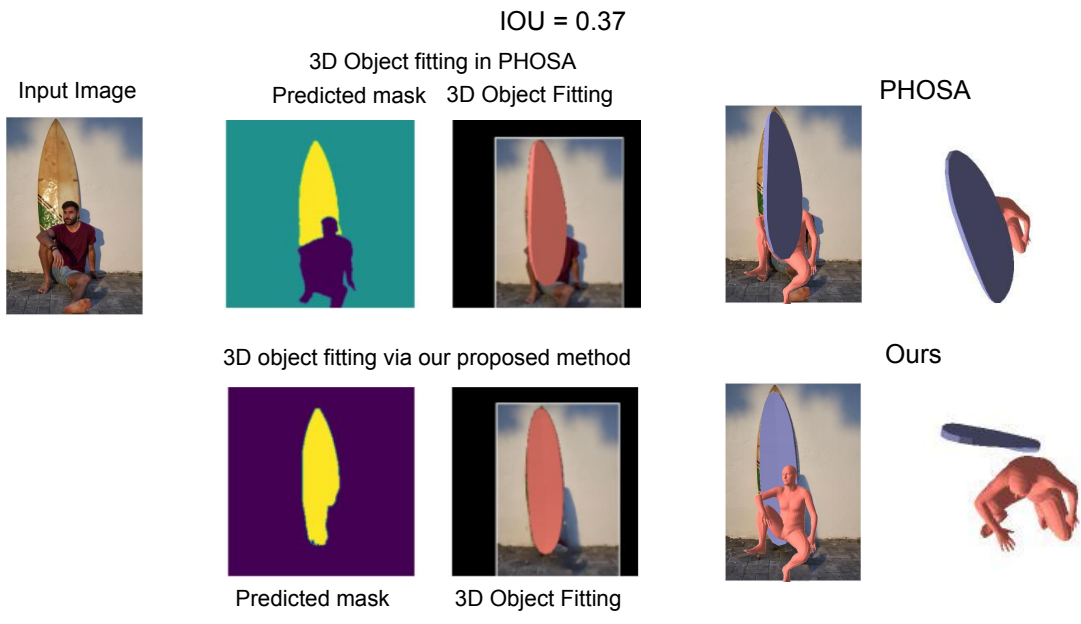 IOU = 0.37
3D Object fitting in PHOSA
Input Image
Predicted mask
3D Object Fitting
PHOSA
3D object fitting via our proposed method
Ours
Predicted mask
3D Object Fitting